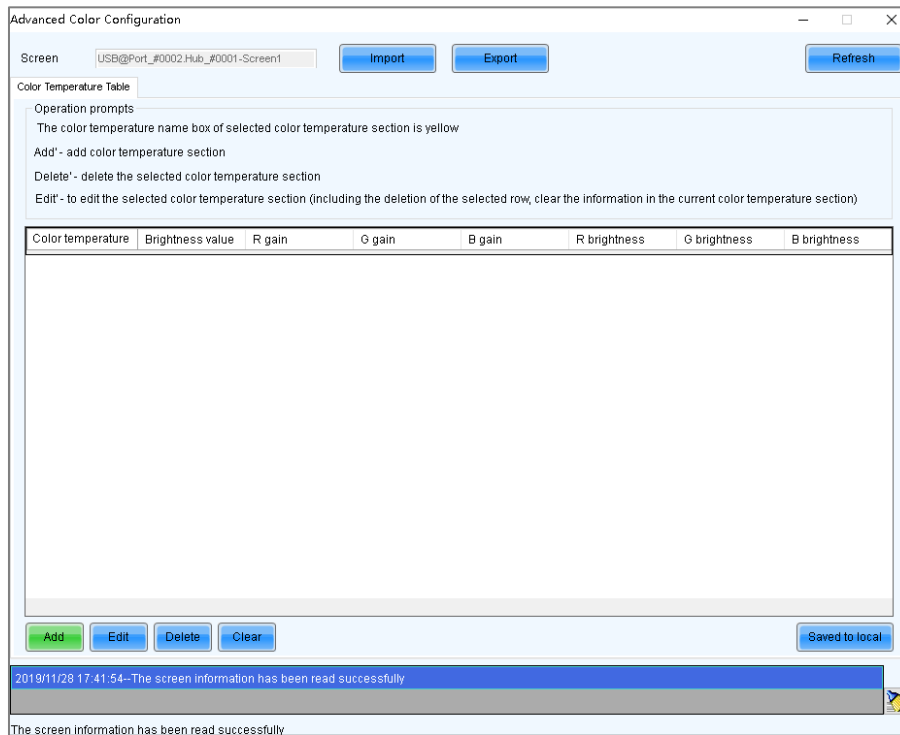 Advanced Color Configuration
Screen USB@Port_#0002.Hub_#0001-Screen1 Import Export Refresh
Color Temperature Table
Operation prompts
The color temperature name box of selected color temperature section is yellow
Add' - add color temperature section
Delete' - delete the selected color temperature section
Edit' - to edit the selected color temperature section (including the deletion of the selected row, clear the information in the current color temperature section)
Color temperature Brightness value R gain G gain B gain R brightness G brightness B brightness
Add Edit Delete Clear Saved to local
2019/11/28 17:41:54--The screen information has been read successfully
The screen information has been read successfully